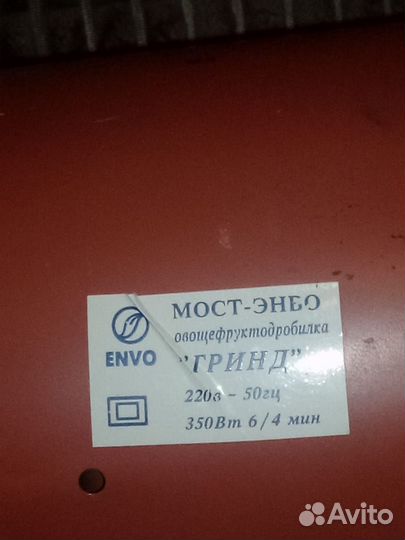 МОСТ-ЭНВО
овощефруктодробилка
ENVO
"ГРИНД"
220в - 50гц
350Вт 6/4 мин
Avito